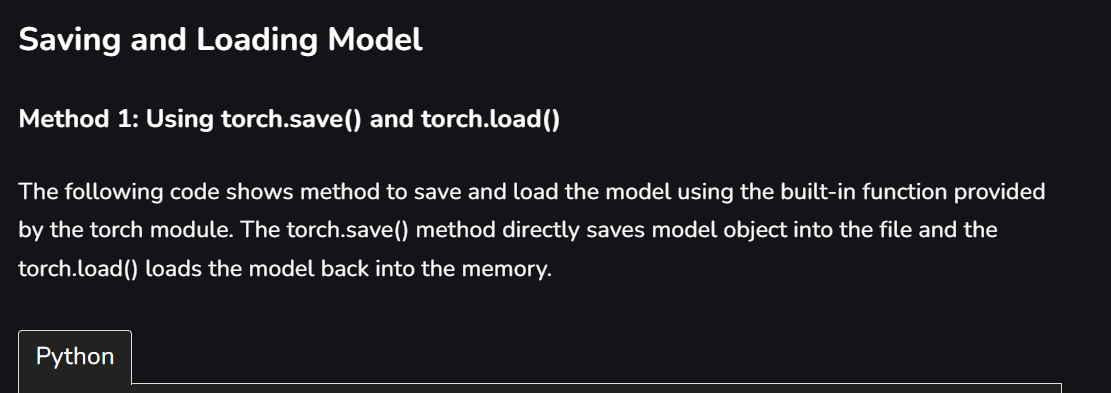 Saving and Loading Model
Method 1: Using torch.save() and torch.load()
The following code shows method to save and load the model using the built-in function provided
by the torch module. The torch.save() method directly saves model object into the file and the
torch.load() loads the model back into the memory.
Python